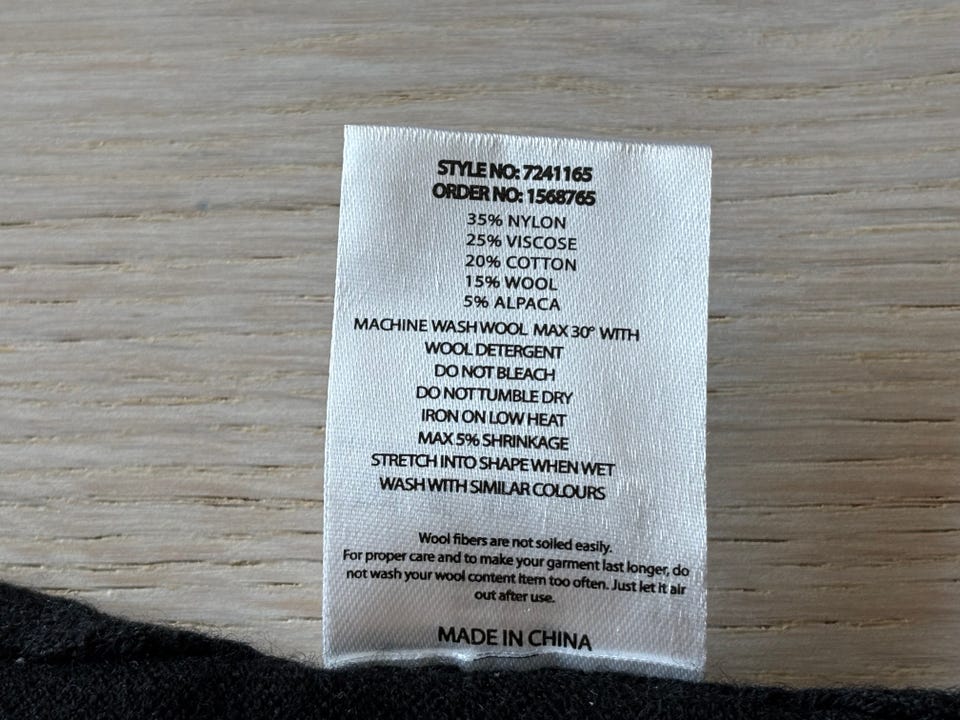 STYLE NO: 7241165
ORDER NO: 1568765
35% NYLON
25% VISCOSE
20% COTTON
15% WOOL
5% ALPACA
MACHINE WASH WOOL MAX 30° WITH
WOOL DETERGENT
DO NOT BLEACH
DO NOT TUMBLE DRY
IRON ON LOW HEAT
MAX 5% SHRINKAGE
STRETCH INTO SHAPE WHEN WET
WASH WITH SIMILAR COLOURS
Wool fibers are not soiled easily.
For proper care and to make your garment last longer, do
not wash your wool content item too often. Just let it air
out after use.
MADE IN CHINA